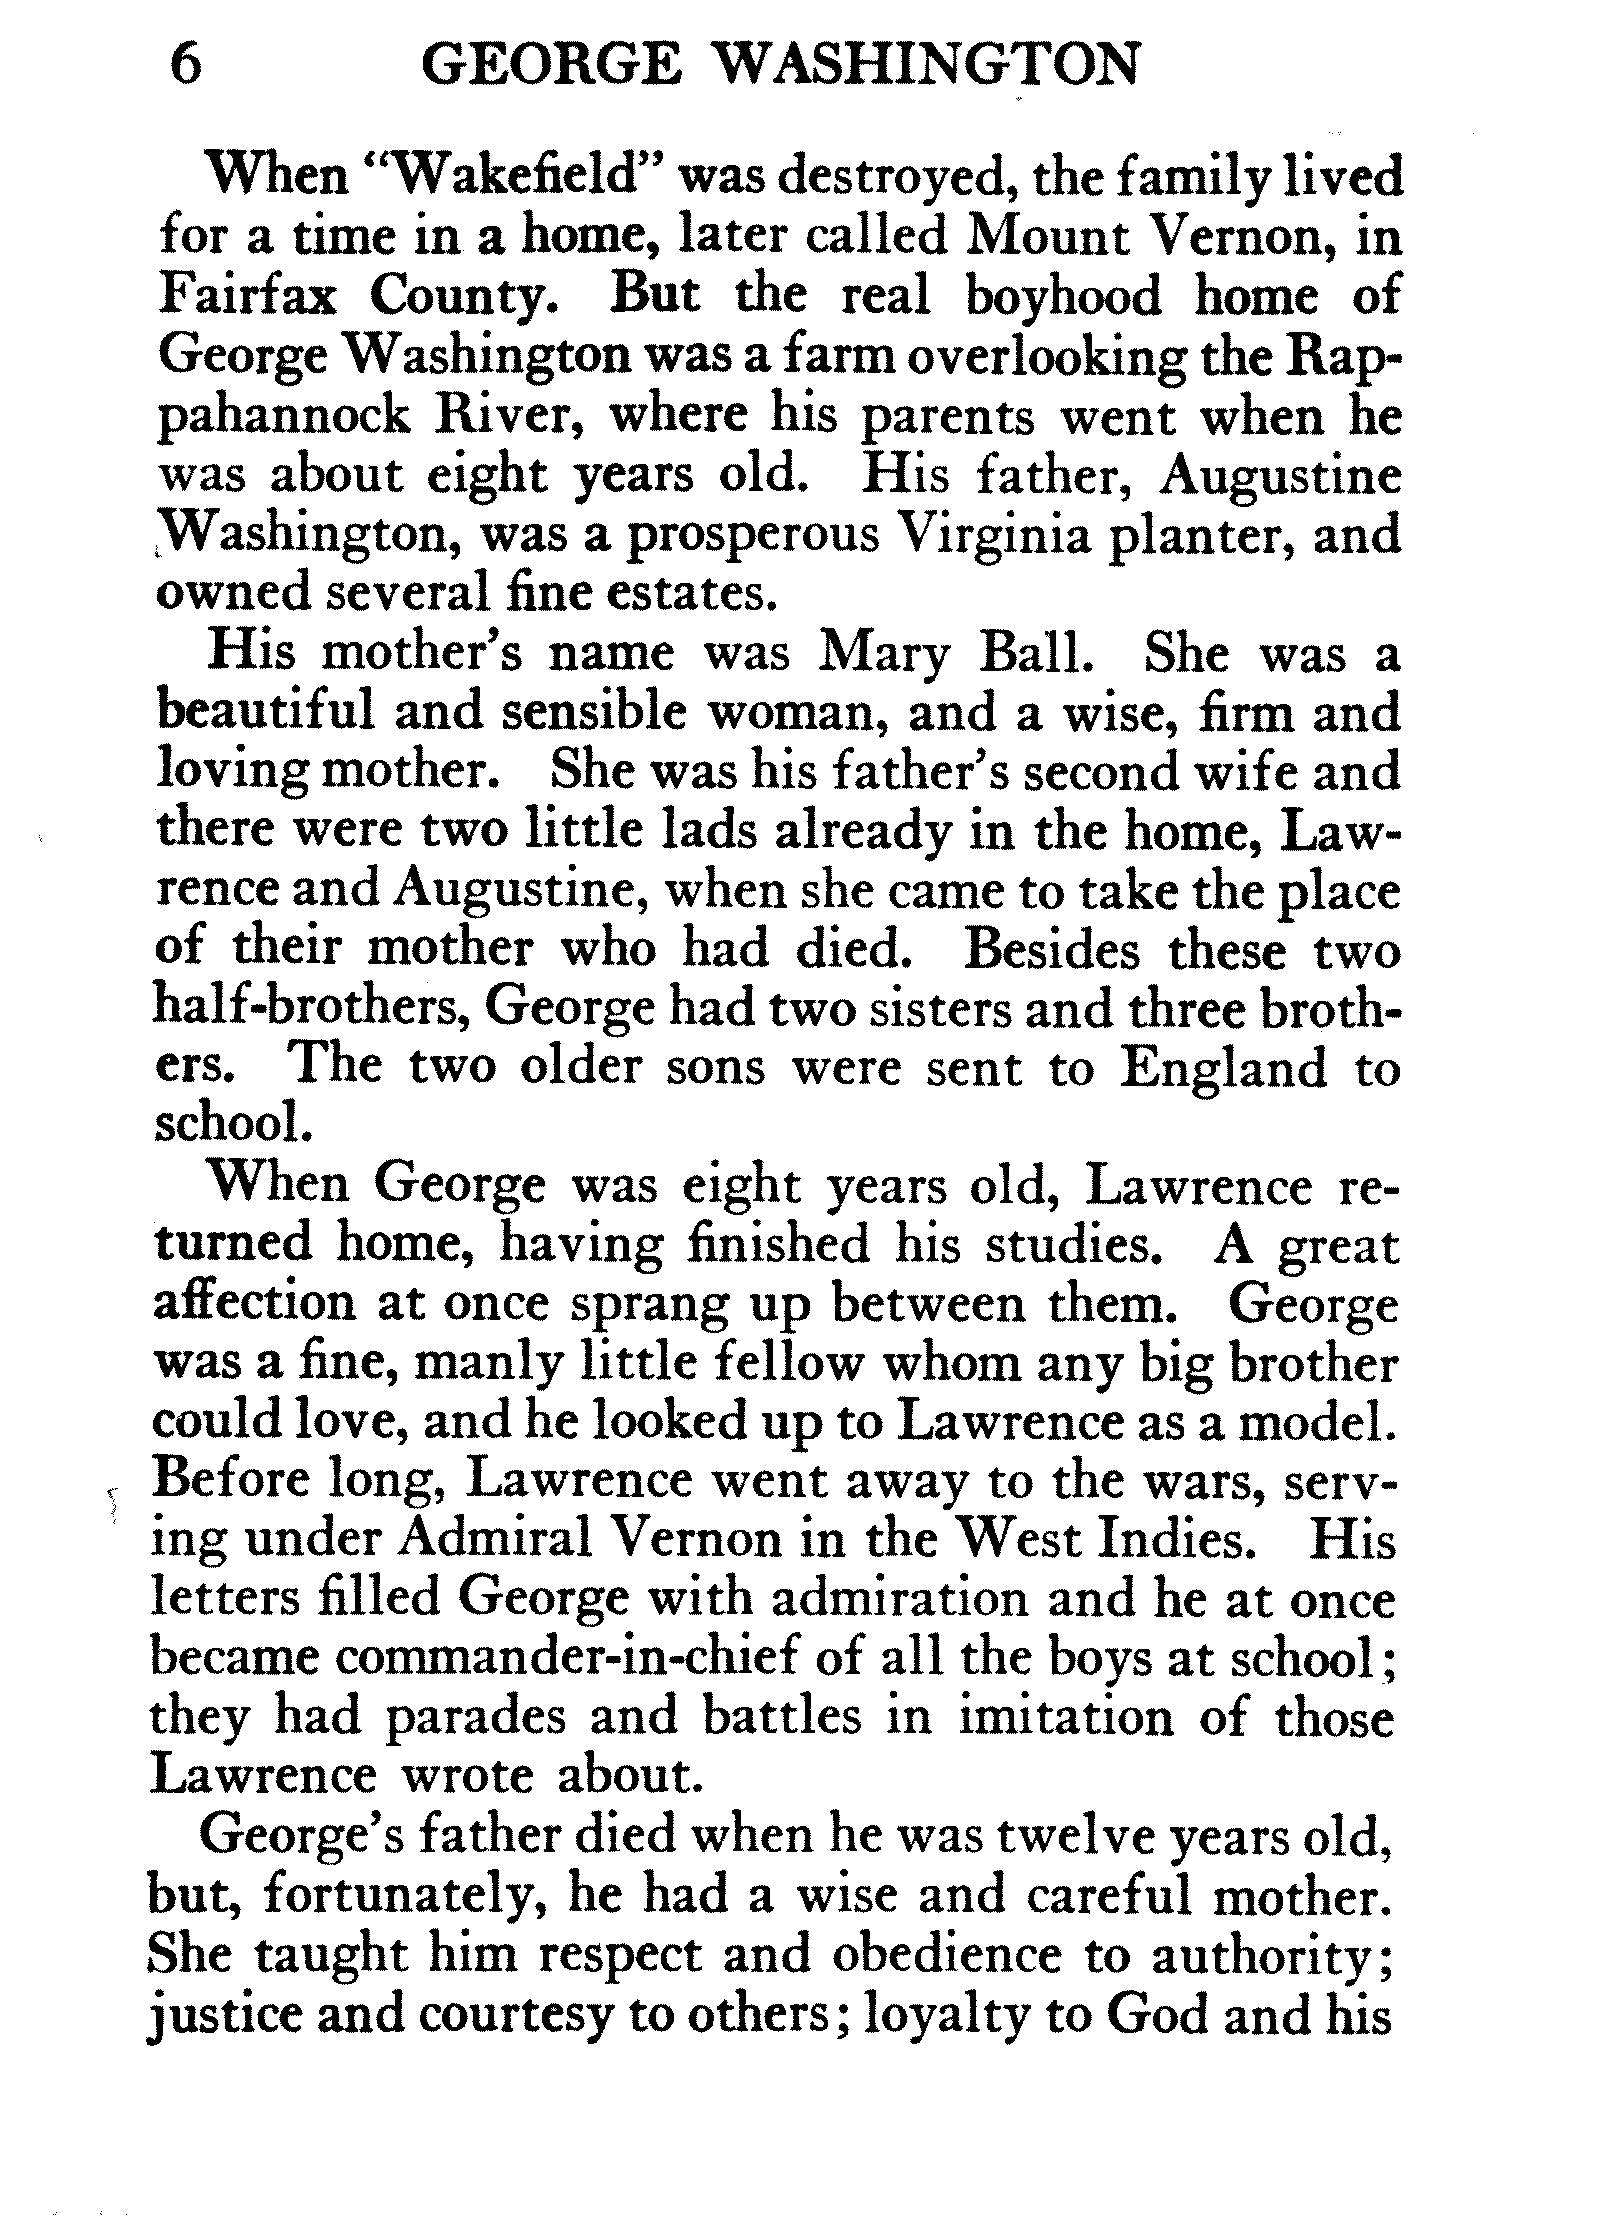 6 GEORGE WASHINGTON
When "Wakefield" was destroyed, the family lived
for a time in a home, later called Mount Vernon, in
Fairfax County. But the real boyhood home of
George Washington was a farm overlooking the Rap-
pahannock River, where his parents went when he
was about eight years old. His father, Augustine
Washington, was a prosperous Virginia planter, and
owned several fine estates.
His mother's name was Mary Ball. She was a
beautiful and sensible woman, and a wise, firm and
loving mother. She was his father's second wife and
there were two little lads already in the home, Law-
rence and Augustine, when she came to take the place
of their mother who had died. Besides these two
half-brothers, George had two sisters and three broth-
ers. The two older sons were sent to England to
school.
When George was eight years old, Lawrence re-
turned home, having finished his studies. A great
affection at once sprang up between them. George
was a fine, manly little fellow whom any big brother
could love, and he looked up to Lawrence as a model.
Before long, Lawrence went away to the wars, serv-
ing under Admiral Vernon in the West Indies. His
letters filled George with admiration and he at once
became commander-in-chief of all the boys at school;
they had parades and battles in imitation of those
Lawrence wrote about.
George's father died when he was twelve years old,
but, fortunately, he had a wise and careful mother.
She taught him respect and obedience to authority;
justice and courtesy to others; loyalty to God and his